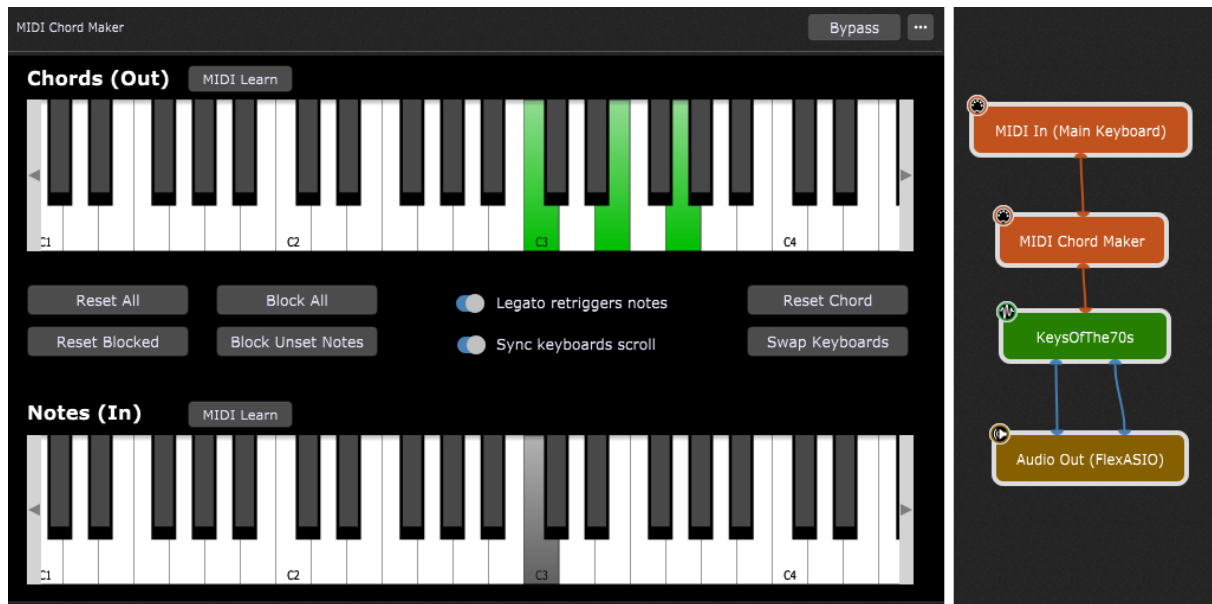 MIDI Chord Maker
Bypass
Chords (Out)
MIDI Learn
C1
C2
C3
C4
Reset All
Block All
Legato retriggers notes
Reset Chord
Reset Blocked
Block Unset Notes
Sync keyboards scroll
Swap Keyboards
Notes (In)
MIDI Learn
C1
C2
C3
C4
MIDI In (Main Keyboard)
MIDI Chord Maker
KeysOfThe70s
Audio Out (FlexASIO)